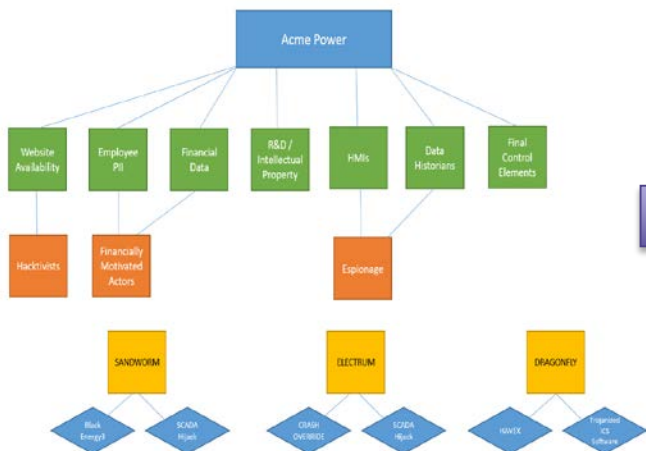 Acme Power
Website
Availability
Employee
PII
Financial
Data
R&D /
Intellectual
Property
HMIs
Data
Historians
Final
Control
Elements
Hacktivists
Financially
Motivated
Actors
Espionage
SANDWORM
ELECTRUM
DRAGONFLY
Black
Energy3
SCADA
Hijack
CRASH
OVERRIDE
SCADA
Hijack
HAVEX
Trojanized
ICS
Software